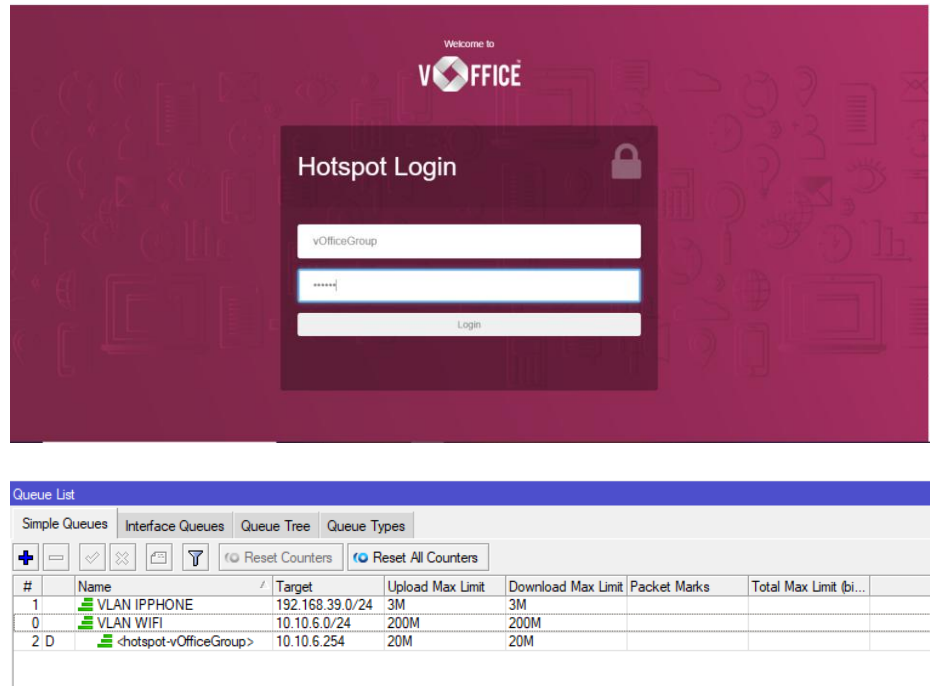 Welcome to
VOFFICE
Hotspot Login
vOfficeGroup
••••••
Login
Queue List
Simple Queues Interface Queues Queue Tree Queue Types
Reset Counters Reset All Counters
# Name Target Upload Max Limit Download Max Limit Packet Marks Total Max Limit (bi...
1 VLAN IPPHONE 192.168.39.0/24 3M 3M
0 VLAN WIFI 10.10.6.0/24 200M 200M
2 D <hotspot-vOfficeGroup> 10.10.6.254 20M 20M